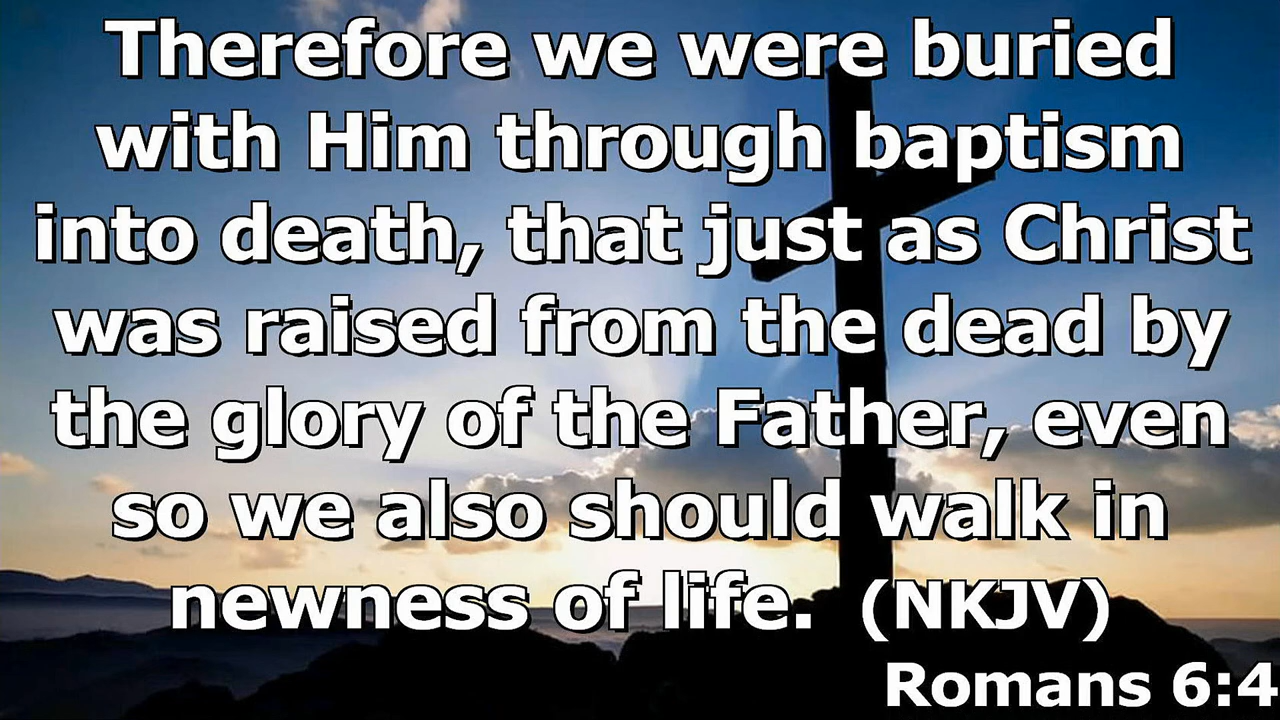 Therefore we were buried
with Him through baptism
into death, that just as Christ
was raised from the dead by
the glory of the Father, even
so we also should walk in
newness of life. (NKJV)
Romans 6:4